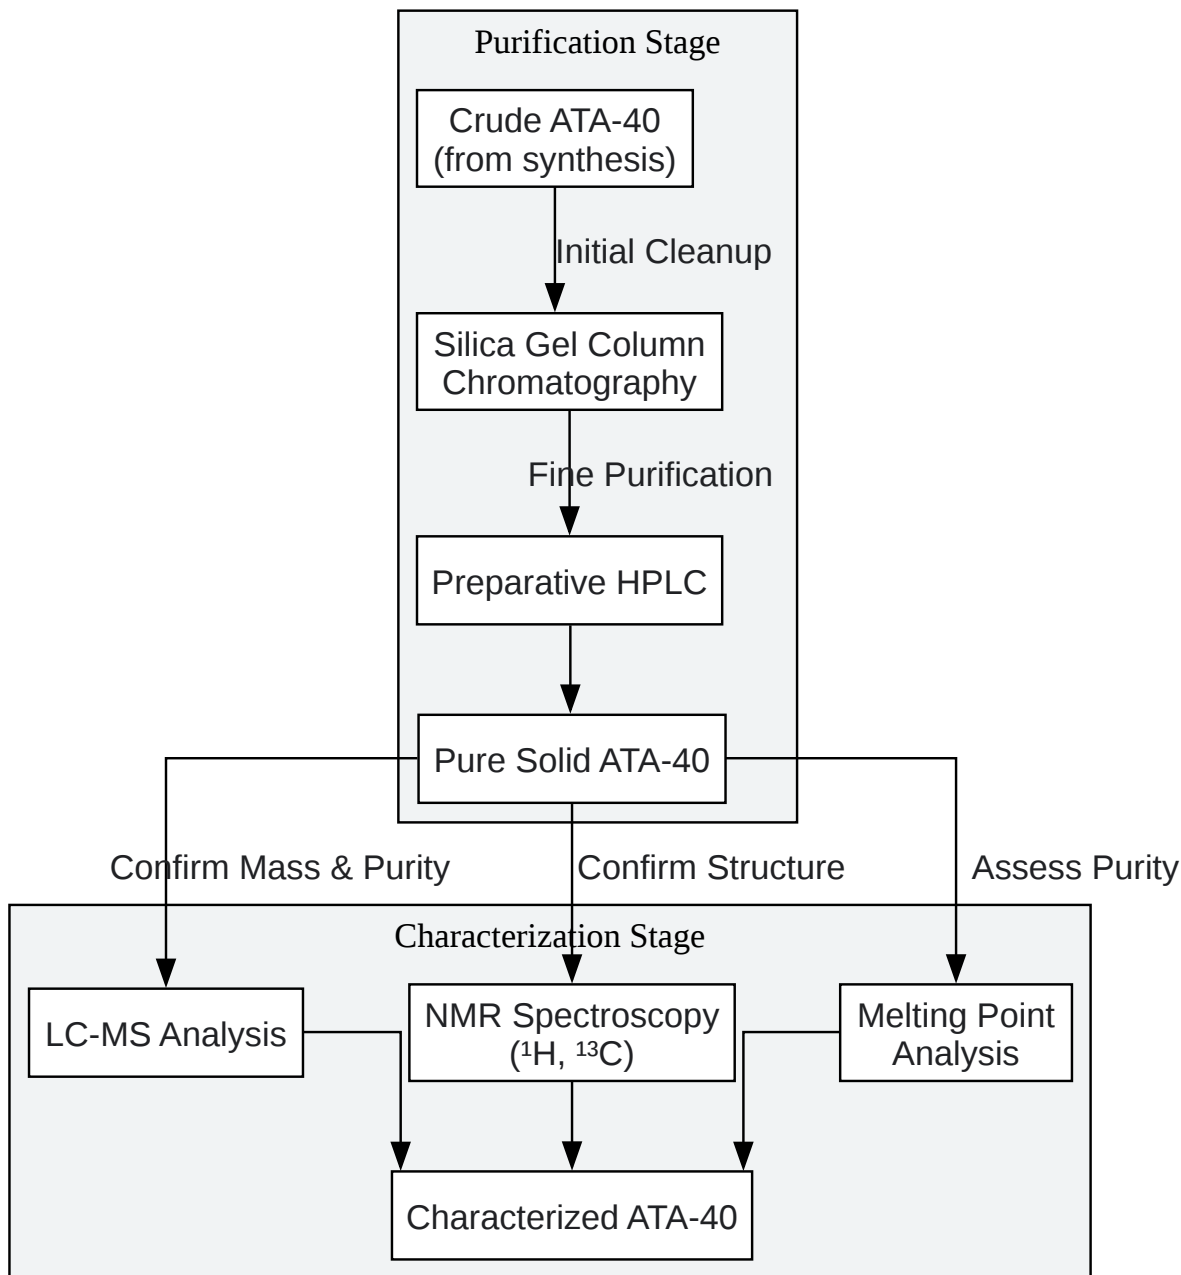 Purification Stage
Crude ATA-40
(from synthesis)
Initial Cleanup
Silica Gel Column
Chromatography
Fine Purification
Preparative HPLC
Pure Solid ATA-40
Confirm Mass & Purity
Confirm Structure
Assess Purity
Characterization Stage
LC-MS Analysis
NMR Spectroscopy
(¹H, ¹³C)
Melting Point
Analysis
Characterized ATA-40